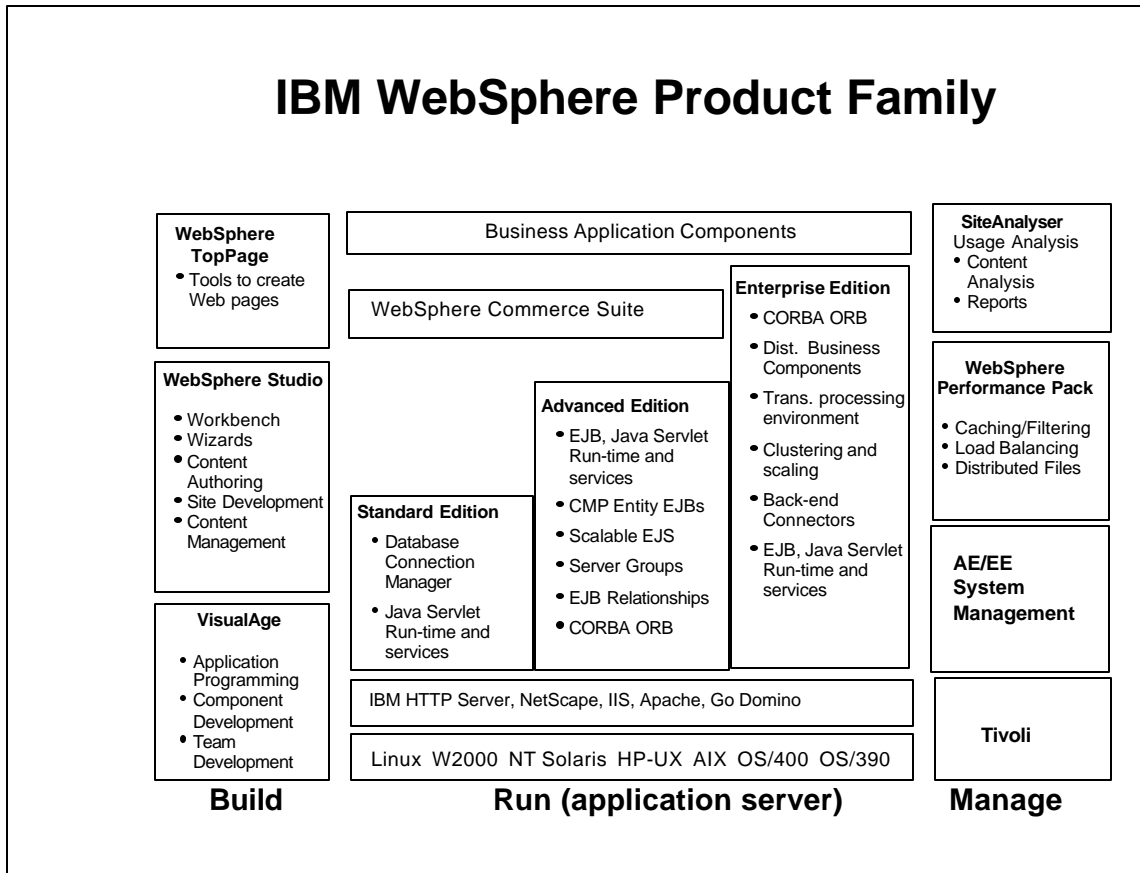 IBM WebSphere Product Family
WebSphere
TopPage
• Tools to create
Web pages
WebSphere Studio
• Workbench
• Wizards
• Content
Authoring
• Site Development
• Content
Management
VisualAge
• Application
Programming
• Component
Development
• Team
Development
Build
Business Application Components
WebSphere Commerce Suite
Standard Edition
• Database
Connection
Manager
• Java Servlet
Run-time and
services
Advanced Edition
• EJB, Java Servlet
Run-time and
services
• CMP Entity EJBs
• Scalable EJS
• Server Groups
• EJB Relationships
• CORBA ORB
Enterprise Edition
• CORBA ORB
• Dist. Business
Components
• Trans. processing
environment
• Clustering and
scaling
• Back-end
Connectors
• EJB, Java Servlet
Run-time and
services
IBM HTTP Server, NetScape, IIS, Apache, Go Domino
Linux W2000 NT Solaris HP-UX AIX OS/400 OS/390
Run (application server)
SiteAnalyser
Usage Analysis
• Content
Analysis
• Reports
WebSphere
Performance Pack
• Caching/Filtering
• Load Balancing
• Distributed Files
AE/EE
System
Management
Tivoli
Manage